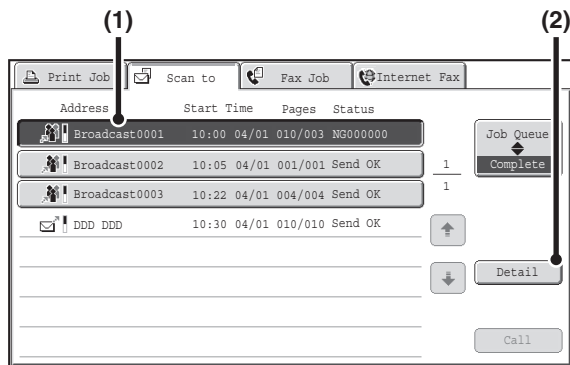 (1) (2)
Print Job Scan to Fax Job Internet Fax
Address Start Time Pages Status
Broadcast0001 10:00 04/01 010/003 NG000000
Job Queue
Complete
Broadcast0002 10:05 04/01 001/001 Send OK
1
1
Broadcast0003 10:22 04/01 004/004 Send OK
DDD DDD 10:30 04/01 010/010 Send OK
Detail
Call